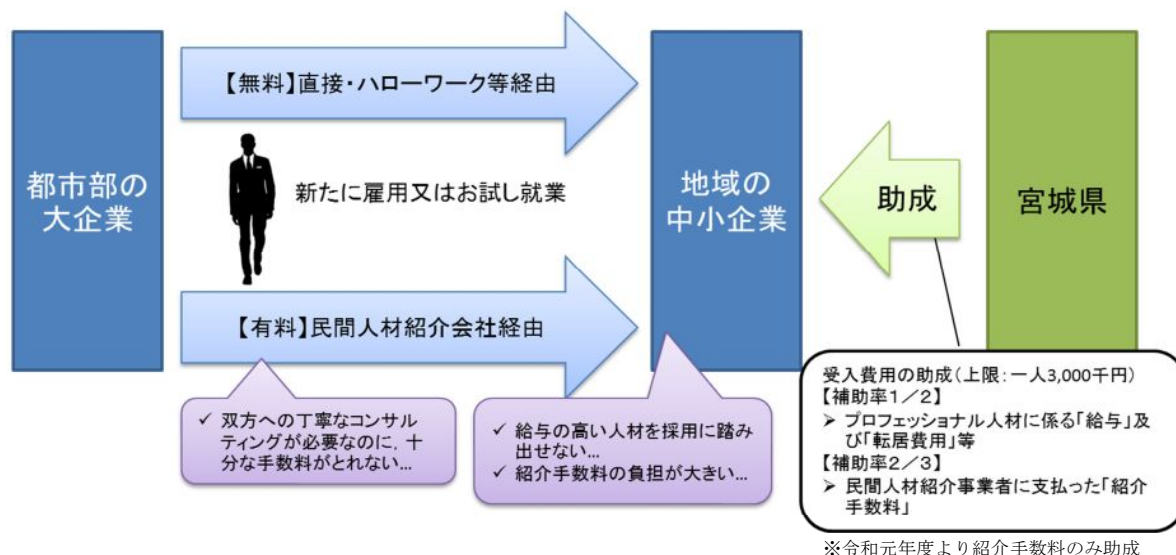 都市部の
大企業
【無料】直接・ハローワーク等経由
新たに雇用又はお試し就業
【有料】民間人材紹介会社経由
地域の
中小企業
助成
宮城県
✓ 双方への丁寧なコンサル
ティングが必要なのに，十
分な手数料がとれない…
✓ 給与の高い人材を採用に踏み
出せない…
✓ 紹介手数料の負担が大きい…
受入費用の助成（上限：一人3,000千円）
【補助率１／２】
➢ プロフェッショナル人材に係る「給与」及
び「転居費用」等
【補助率２／３】
➢ 民間人材紹介事業者に支払った「紹介
手数料」
※令和元年度より紹介手数料のみ助成